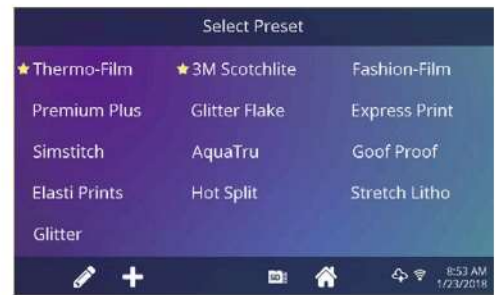 Select Preset
Thermo-Film 3M Scotchlite Fashion-Film
Premium Plus Glitter Flake Express Print
Simstitch AquaTru Goof Proof
Elasti Prints Hot Split Stretch Litho
Glitter
SD 8:53 AM
1/23/2018